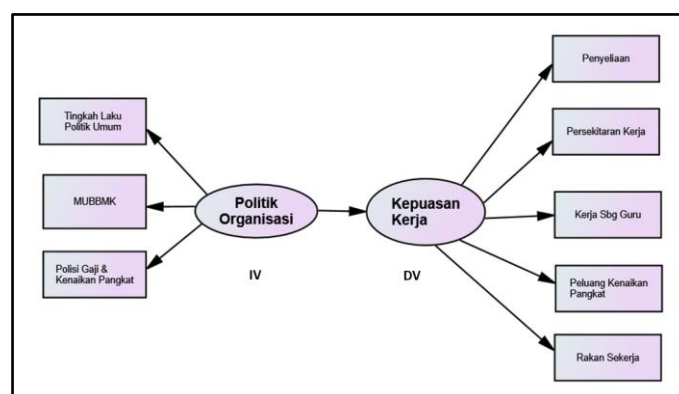 Tingkah Laku
Politik Umum
MUBBMK
Polisi Gaji &
Kenaikan Pangkat
Politik
Organisasi
IV
Kepuasan
Kerja
DV
Penyeliaan
Persekitaran Kerja
Kerja Sbg Guru
Peluang Kenaikan
Pangkat
Rakan Sekerja